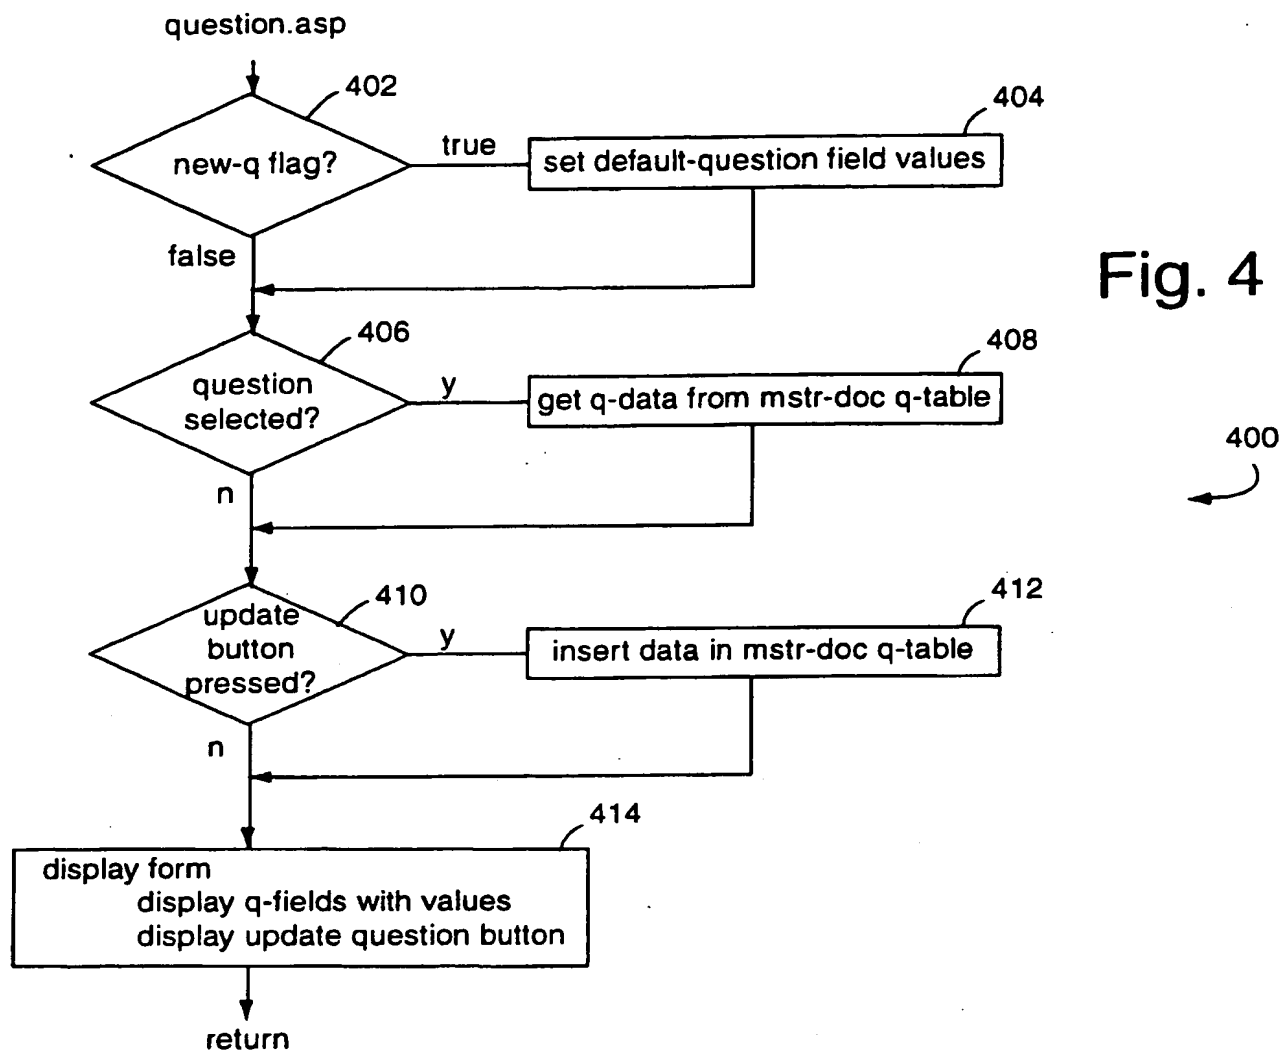 question.asp
402
404
new-q flag?
true
set default-question field values
false
Fig. 4
406
408
question
selected?
y
get q-data from mstr-doc q-table
400
n
410
412
update
button
pressed?
y
insert data in mstr-doc q-table
n
414
display form
display q-fields with values
display update question button
return